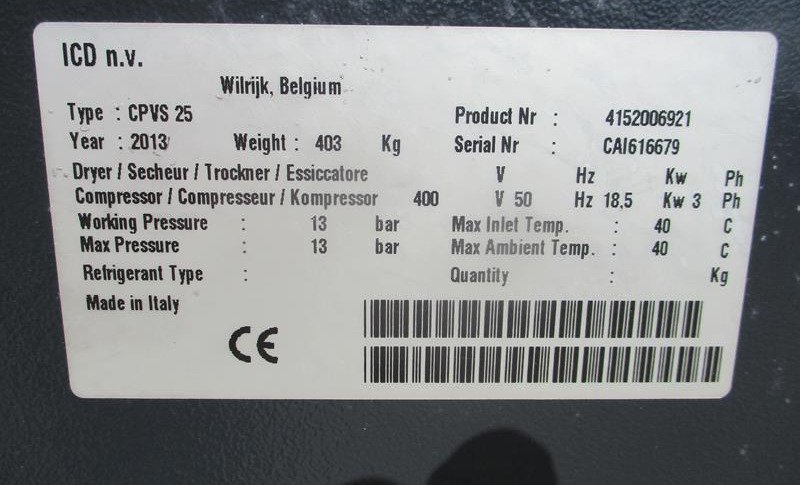 ICD n.v.
Wilrijk, Belgium
Type : CPVS 25 Product Nr : 4152006921
Year : 2013 Weight : 403 Kg Serial Nr : CAI616679
Dryer / Secheur / Trockner / Essiccatore V Hz Kw Ph
Compressor / Compresseur / Kompressor 400 V 50 Hz 18,5 Kw 3 Ph
Working Pressure : 13 bar Max Inlet Temp. : 40 C
Max Pressure : 13 bar Max Ambient Temp. : 40 C
Refrigerant Type : Quantity : Kg
Made in Italy
CE